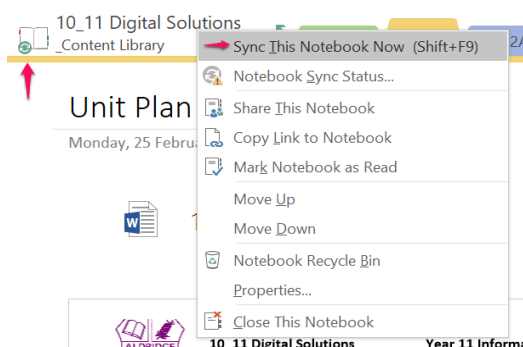 10_11 Digital Solutions
_Content Library
Sync This Notebook Now (Shift+F9)
Notebook Sync Status...
Unit Plan
Share This Notebook
Monday, 25 Februa
Copy Link to Notebook
Mark Notebook as Read
Move Up
Move Down
Notebook Recycle Bin
Properties...
Close This Notebook
ALDRIDGE
10_11 Digital Solutions Year 11 Informa